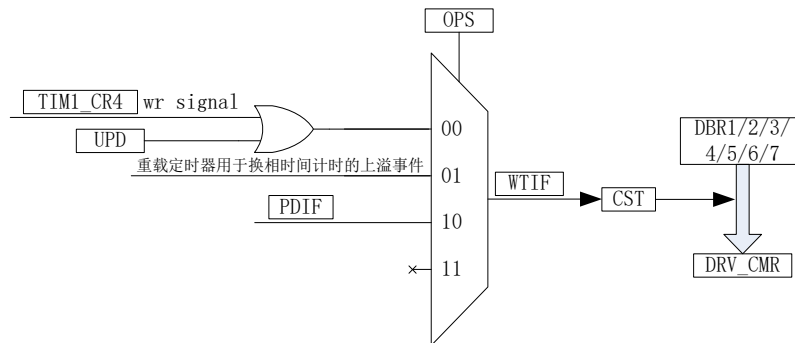 OPS
TIM1_CR4 wr signal
UPD
00
DBR1/2/3/
4/5/6/7
重载定时器用于换相时间计时的上溢事件
01
WTIF
CST
PDIF
10
11
DRV_CMR